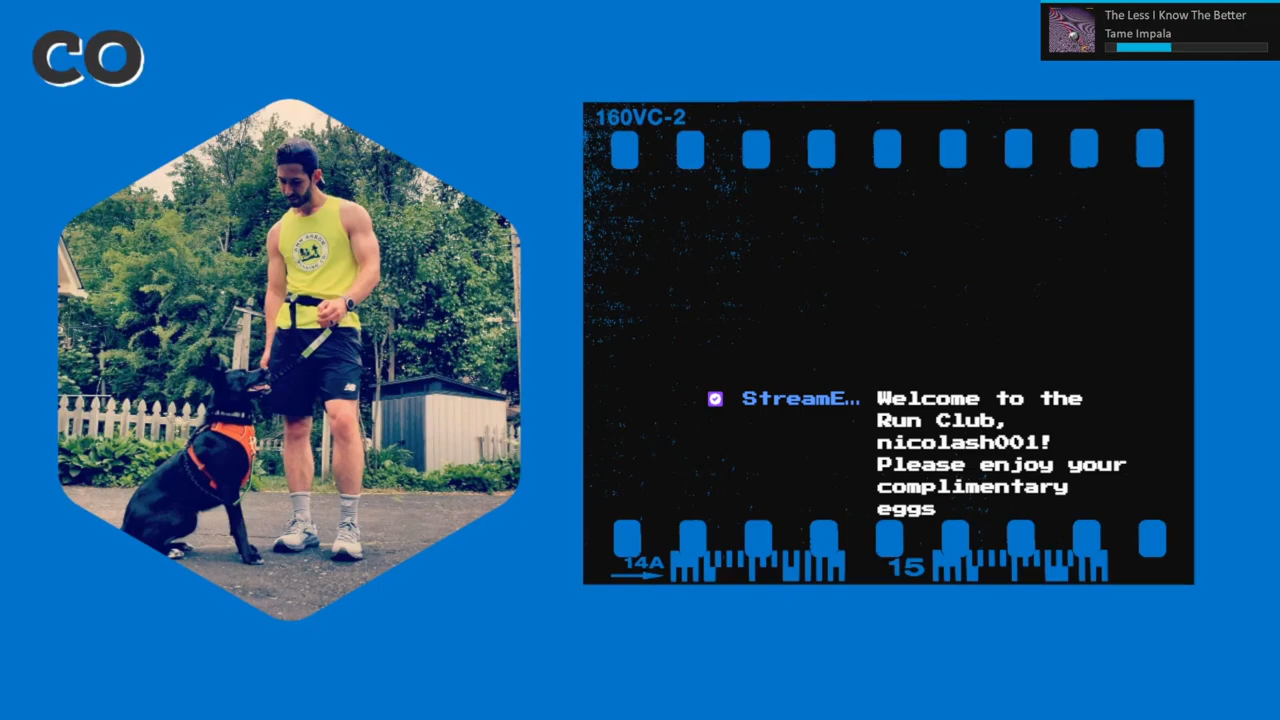 CO
The Less I Know The Better
Tame Impala
160VC-2
StreamE... Welcome to the
Run Club,
nicolash001!
Please enjoy your
complimentary
eggs
14A
15